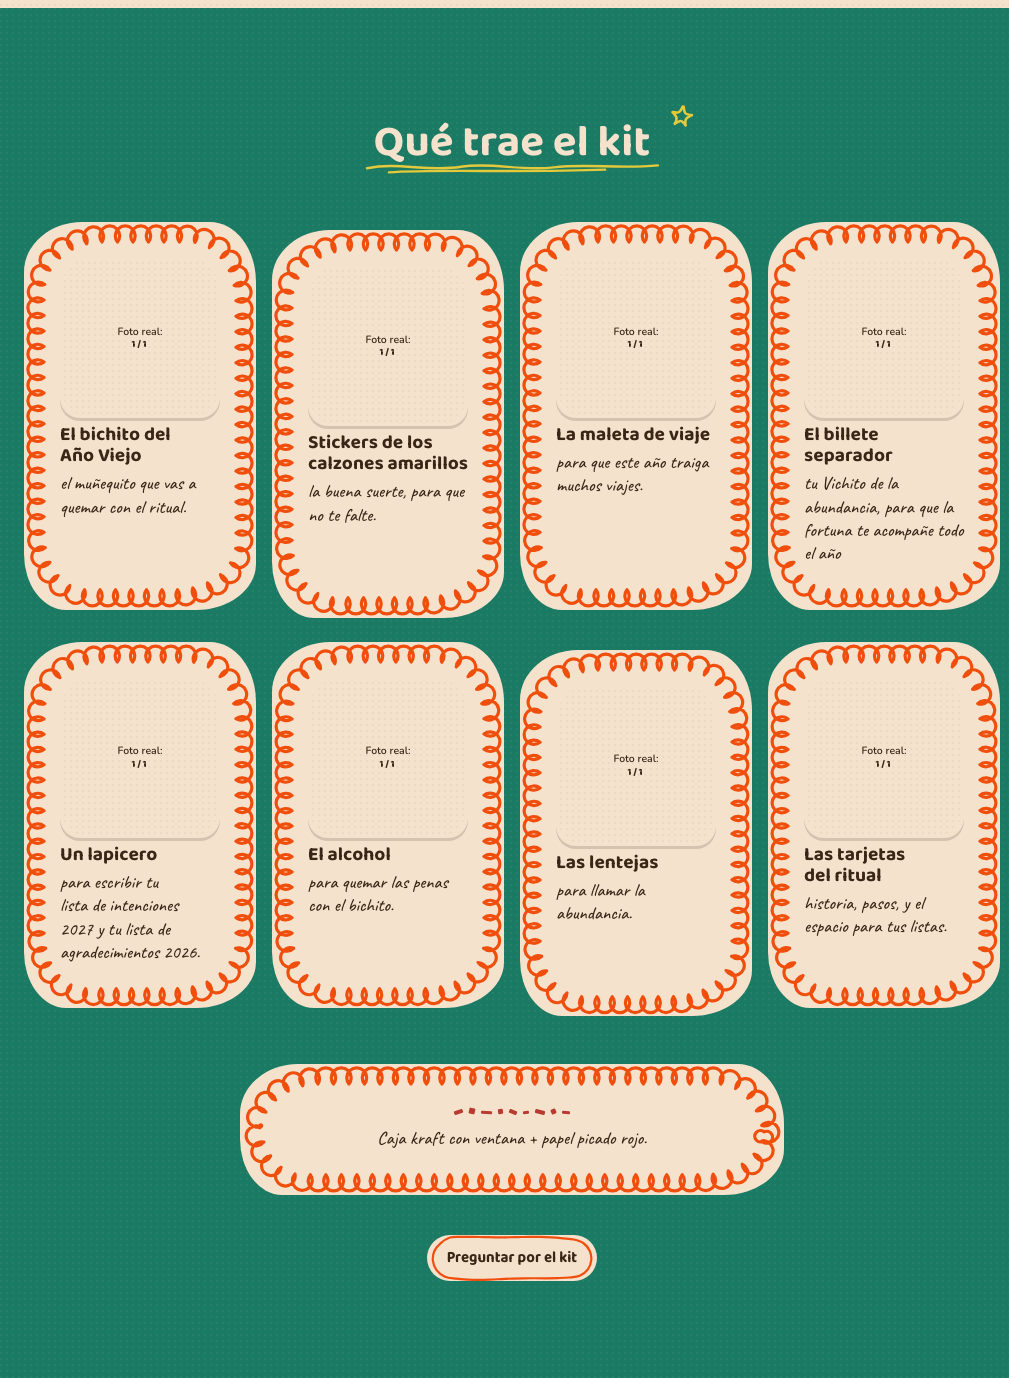 Qué trae el kit
Foto real:
1/1
El bichito del
Año Viejo
el muñequito que vas a
quemar con el ritual.
Foto real:
1/1
Stickers de los
calzones amarillos
la buena suerte, para que
no te falte.
Foto real:
1/1
La maleta de viaje
para que este año traiga
muchos viajes.
Foto real:
1/1
El billete
separador
tu Vichito de la
abundancia, para que la
fortuna te acompañe todo
el año
Foto real:
1/1
Un lapicero
para escribir tu
lista de intenciones
2027 y tu lista de
agradecimientos 2026.
Foto real:
1/1
El alcohol
para quemar las penas
con el bichito.
Foto real:
1/1
Las lentejas
para llamar la
abundancia.
Foto real:
1/1
Las tarjetas
del ritual
historia, pasos, y el
espacio para tus listas.
Caja kraft con ventana + papel picado rojo.
Preguntar por el kit